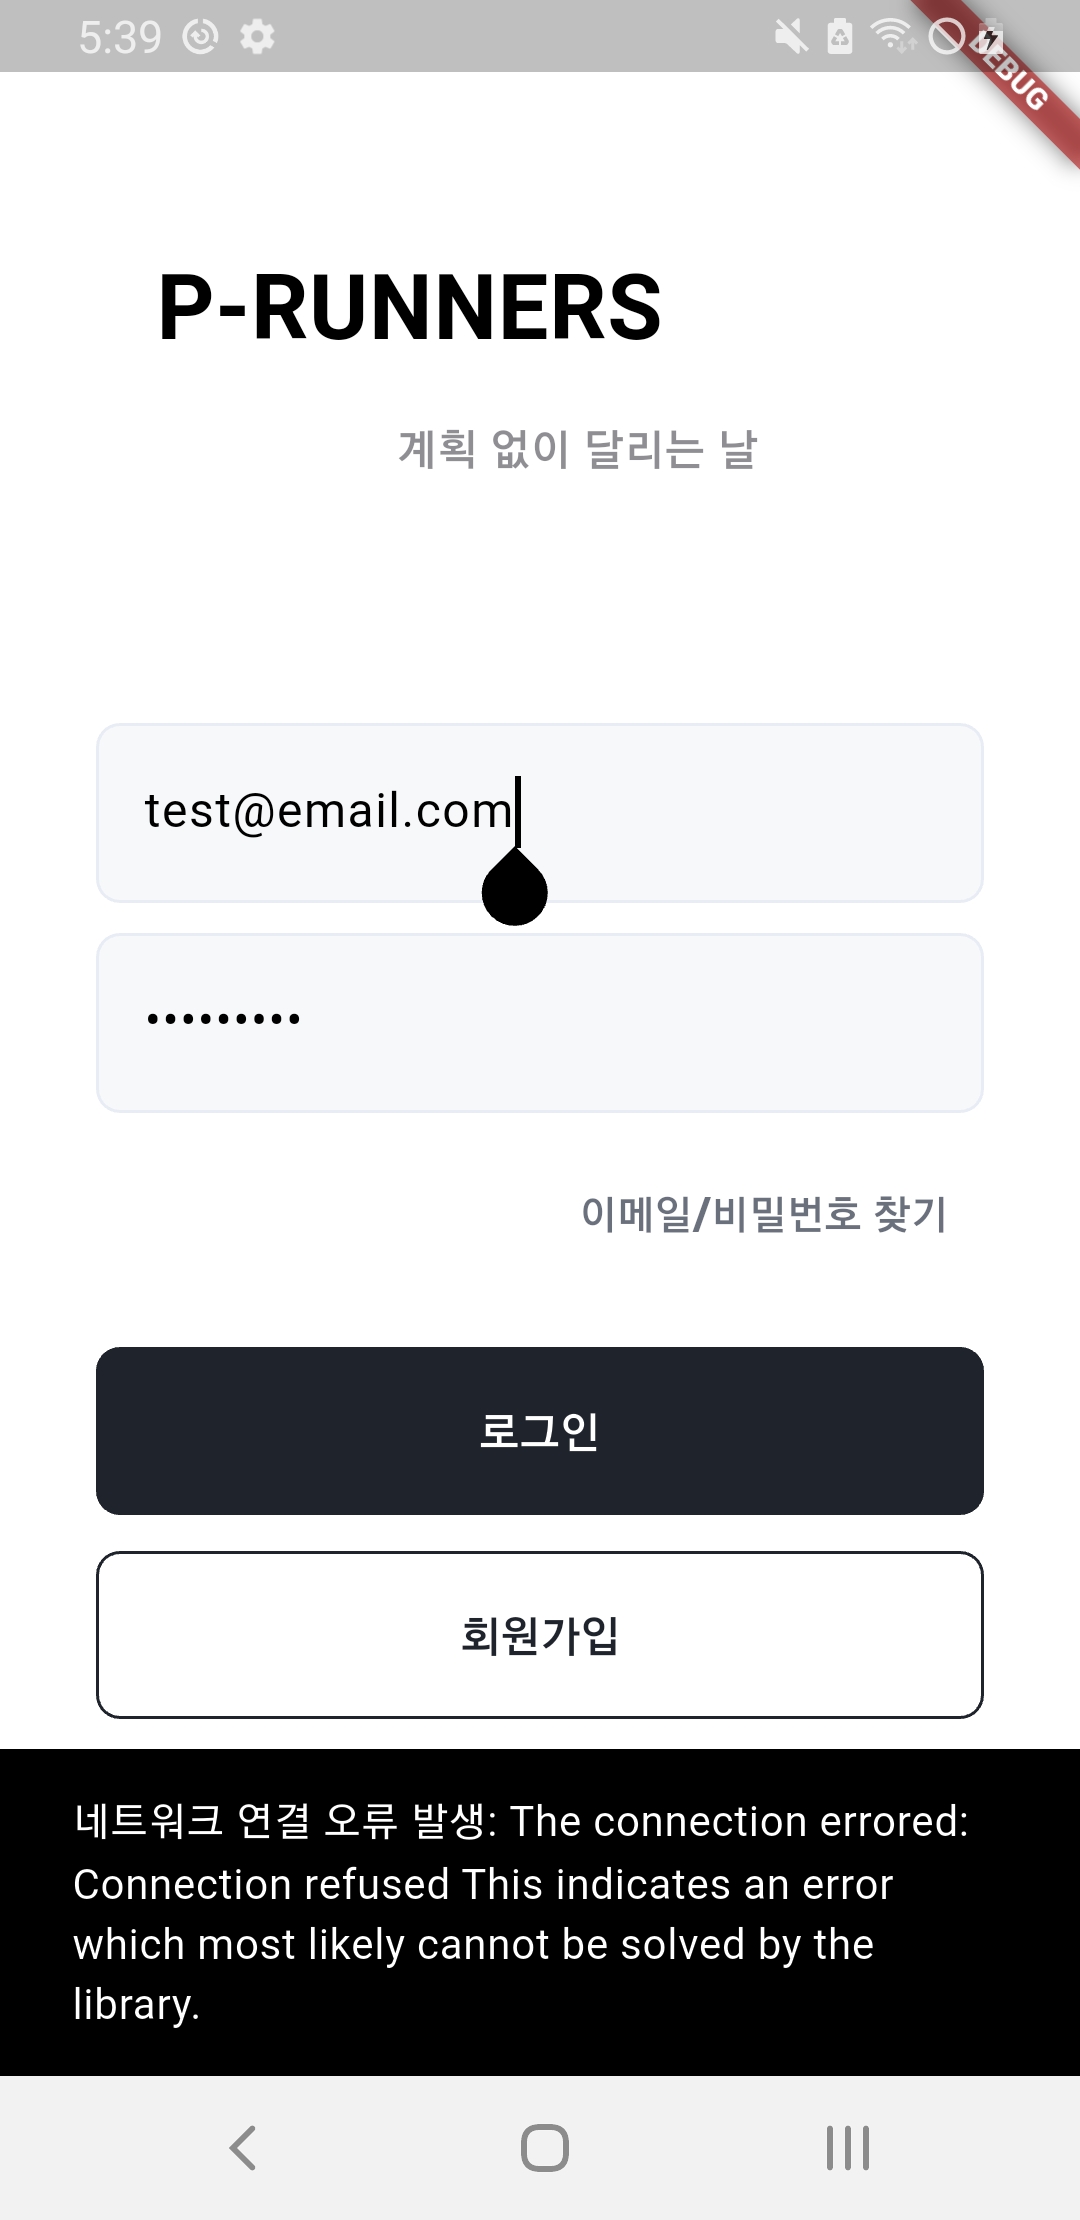 5:39
DEBUG
P-RUNNERS
계획 없이 달리는 날
test@email.com
•••••••••
이메일/비밀번호 찾기
로그인
회원가입
네트워크 연결 오류 발생: The connection errored:
Connection refused This indicates an error
which most likely cannot be solved by the
library.